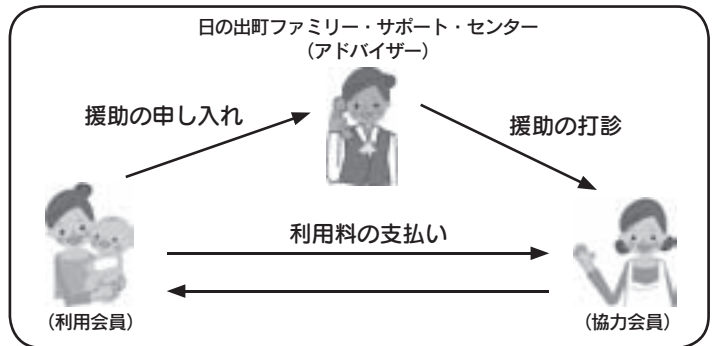 日の出町ファミリー・サポート・センター
（アドバイザー）
援助の申し入れ
援助の打診
利用料の支払い
（利用会員）
（協力会員）